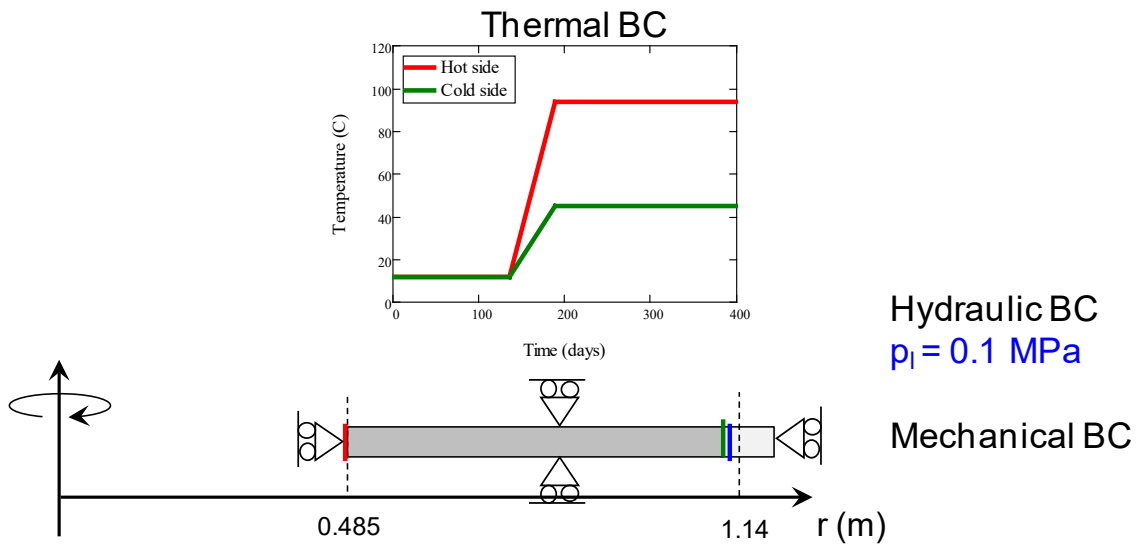 Thermal BC
120
100
80
60
40
20
0
Temperature (C)
Hot side
Cold side
0 100 200 300 400
Time (days)
Hydraulic BC
pₗ = 0.1 MPa
Mechanical BC
0.485
1.14
r (m)